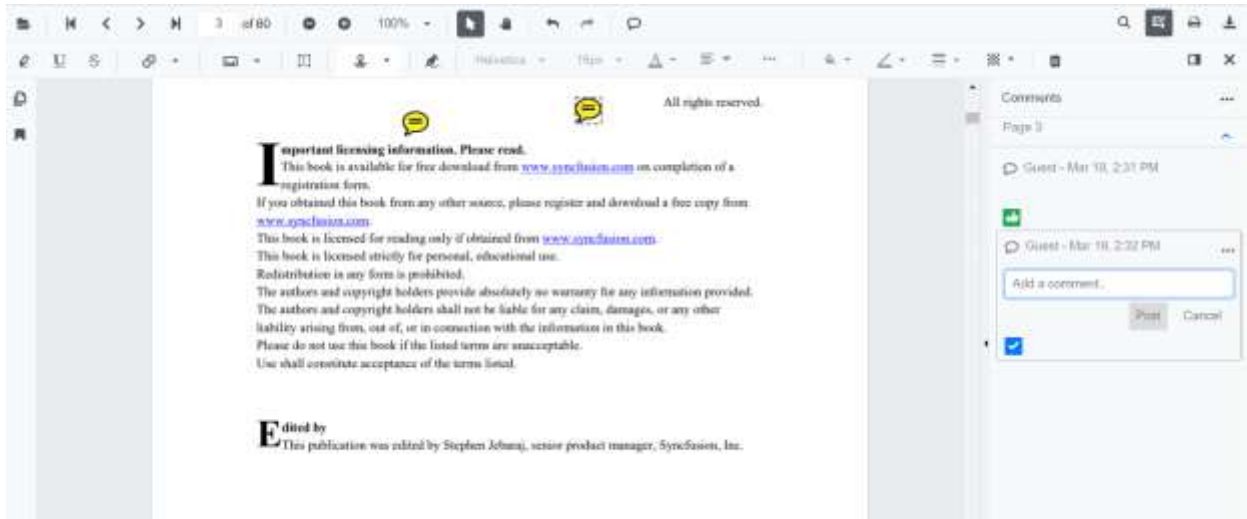 3 of 80 100%
U S Helvetica 16px A
All rights reserved.
Important licensing information. Please read.
This book is available for free download from www.syncfusion.com on completion of a
registration form.
If you obtained this book from any other source, please register and download a free copy from
www.syncfusion.com.
This book is licensed for reading only if obtained from www.syncfusion.com.
This book is licensed strictly for personal, educational use.
Redistribution in any form is prohibited.
The authors and copyright holders provide absolutely no warranty for any information provided.
The authors and copyright holders shall not be liable for any claim, damages, or any other
liability arising from, out of, or in connection with the information in this book.
Please do not use this book if the listed terms are unacceptable.
Use shall constitute acceptance of the terms listed.
Edited by
This publication was edited by Stephen Jebaraj, senior product manager, Syncfusion, Inc.
Comments
Page 3
Guest - Mar 19, 2:31 PM
Guest - Mar 19, 2:32 PM
Add a comment..
Post Cancel